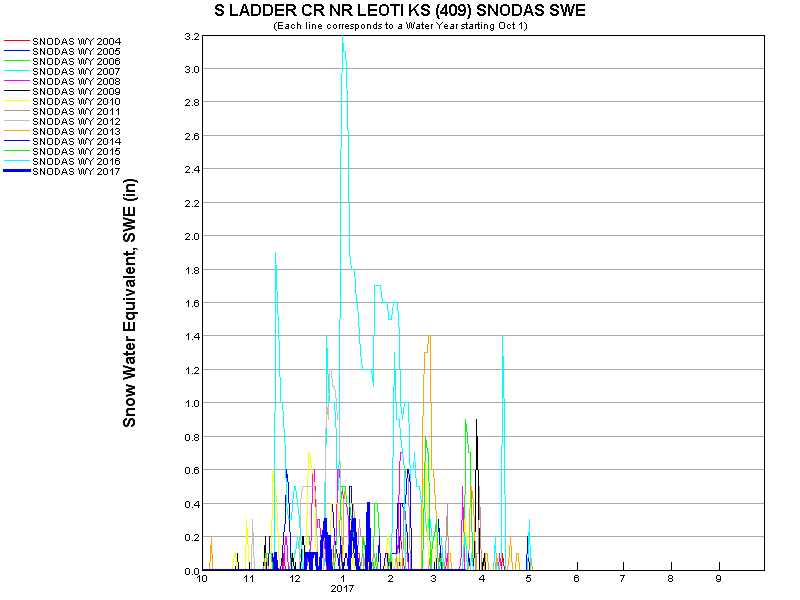 S LADDER CR NR LEOTI KS (409) SNODAS SWE
(Each line corresponds to a Water Year starting Oct 1)
SNODAS WY 2004
SNODAS WY 2005
SNODAS WY 2006
SNODAS WY 2007
SNODAS WY 2008
SNODAS WY 2009
SNODAS WY 2010
SNODAS WY 2011
SNODAS WY 2012
SNODAS WY 2013
SNODAS WY 2014
SNODAS WY 2015
SNODAS WY 2016
SNODAS WY 2017
Snow Water Equivalent, SWE (in)
3.2
3.0
2.8
2.6
2.4
2.2
2.0
1.8
1.6
1.4
1.2
1.0
0.8
0.6
0.4
0.2
0.0
10 11 12 1 2 3 4 5 6 7 8 9
2017